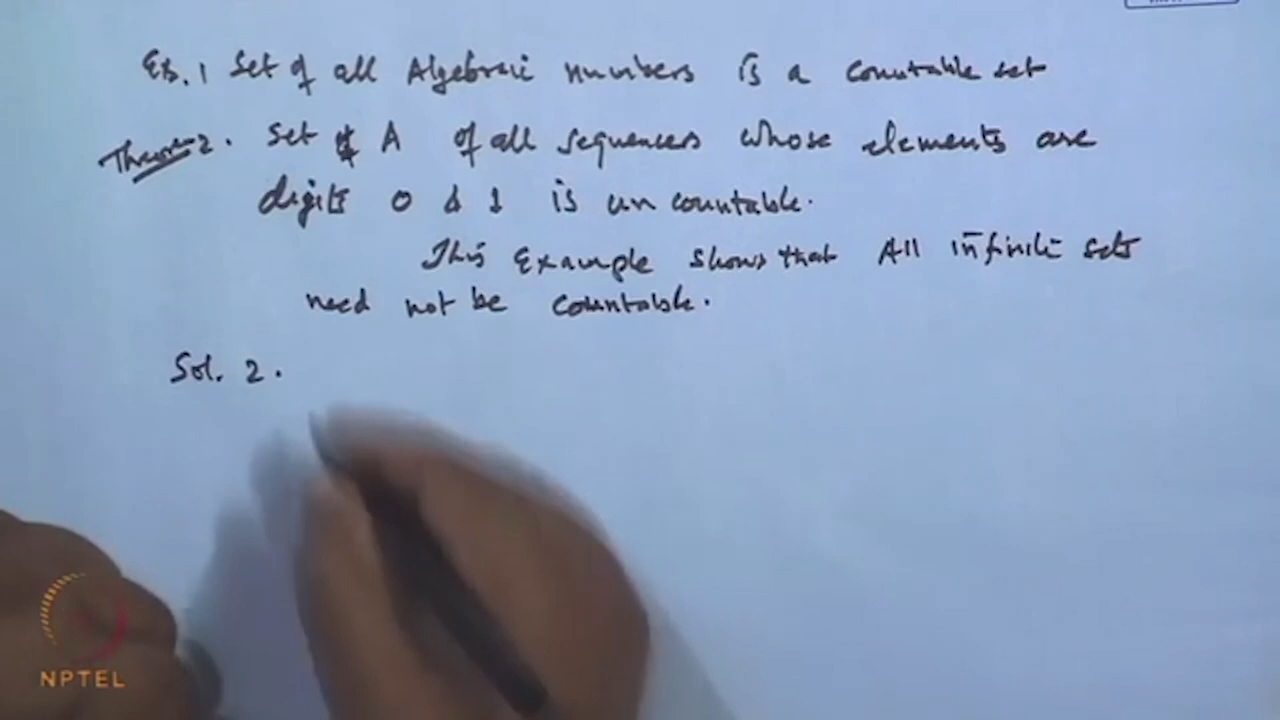 Ex. 1 Set of all Algebraic numbers is a countable set
Theorem 2. Set A of all sequences whose elements are
digits 0 & 1 is uncountable.
This Example shows that All infinite sets
need not be countable.
Sol. 2.
NPTEL